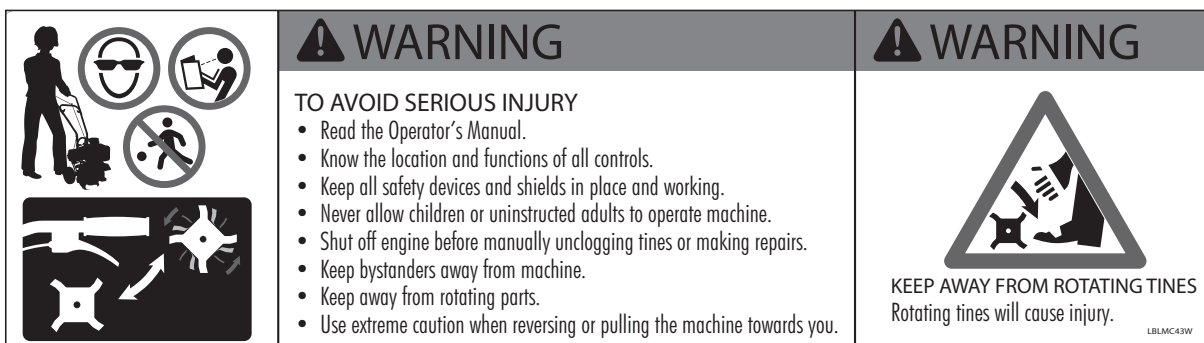 WARNING
TO AVOID SERIOUS INJURY
• Read the Operator's Manual.
• Know the location and functions of all controls.
• Keep all safety devices and shields in place and working.
• Never allow children or uninstructed adults to operate machine.
• Shut off engine before manually unclogging tines or making repairs.
• Keep bystanders away from machine.
• Keep away from rotating parts.
• Use extreme caution when reversing or pulling the machine towards you.
WARNING
KEEP AWAY FROM ROTATING TINES
Rotating tines will cause injury.
LBLMC43W